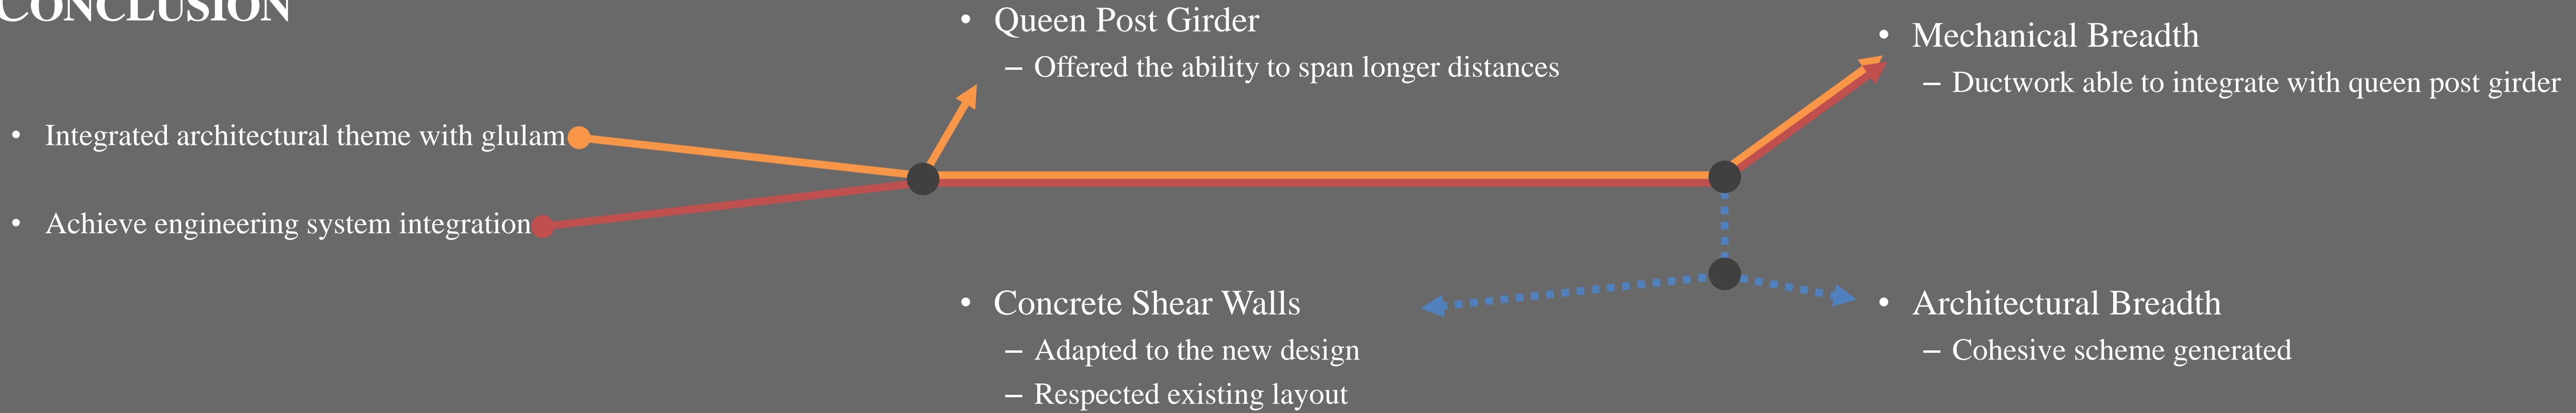 CONCLUSION
• Integrated architectural theme with glulam
• Achieve engineering system integration
• Queen Post Girder
– Offered the ability to span longer distances
• Concrete Shear Walls
– Adapted to the new design
– Respected existing layout
• Mechanical Breadth
– Ductwork able to integrate with queen post girder
• Architectural Breadth
– Cohesive scheme generated